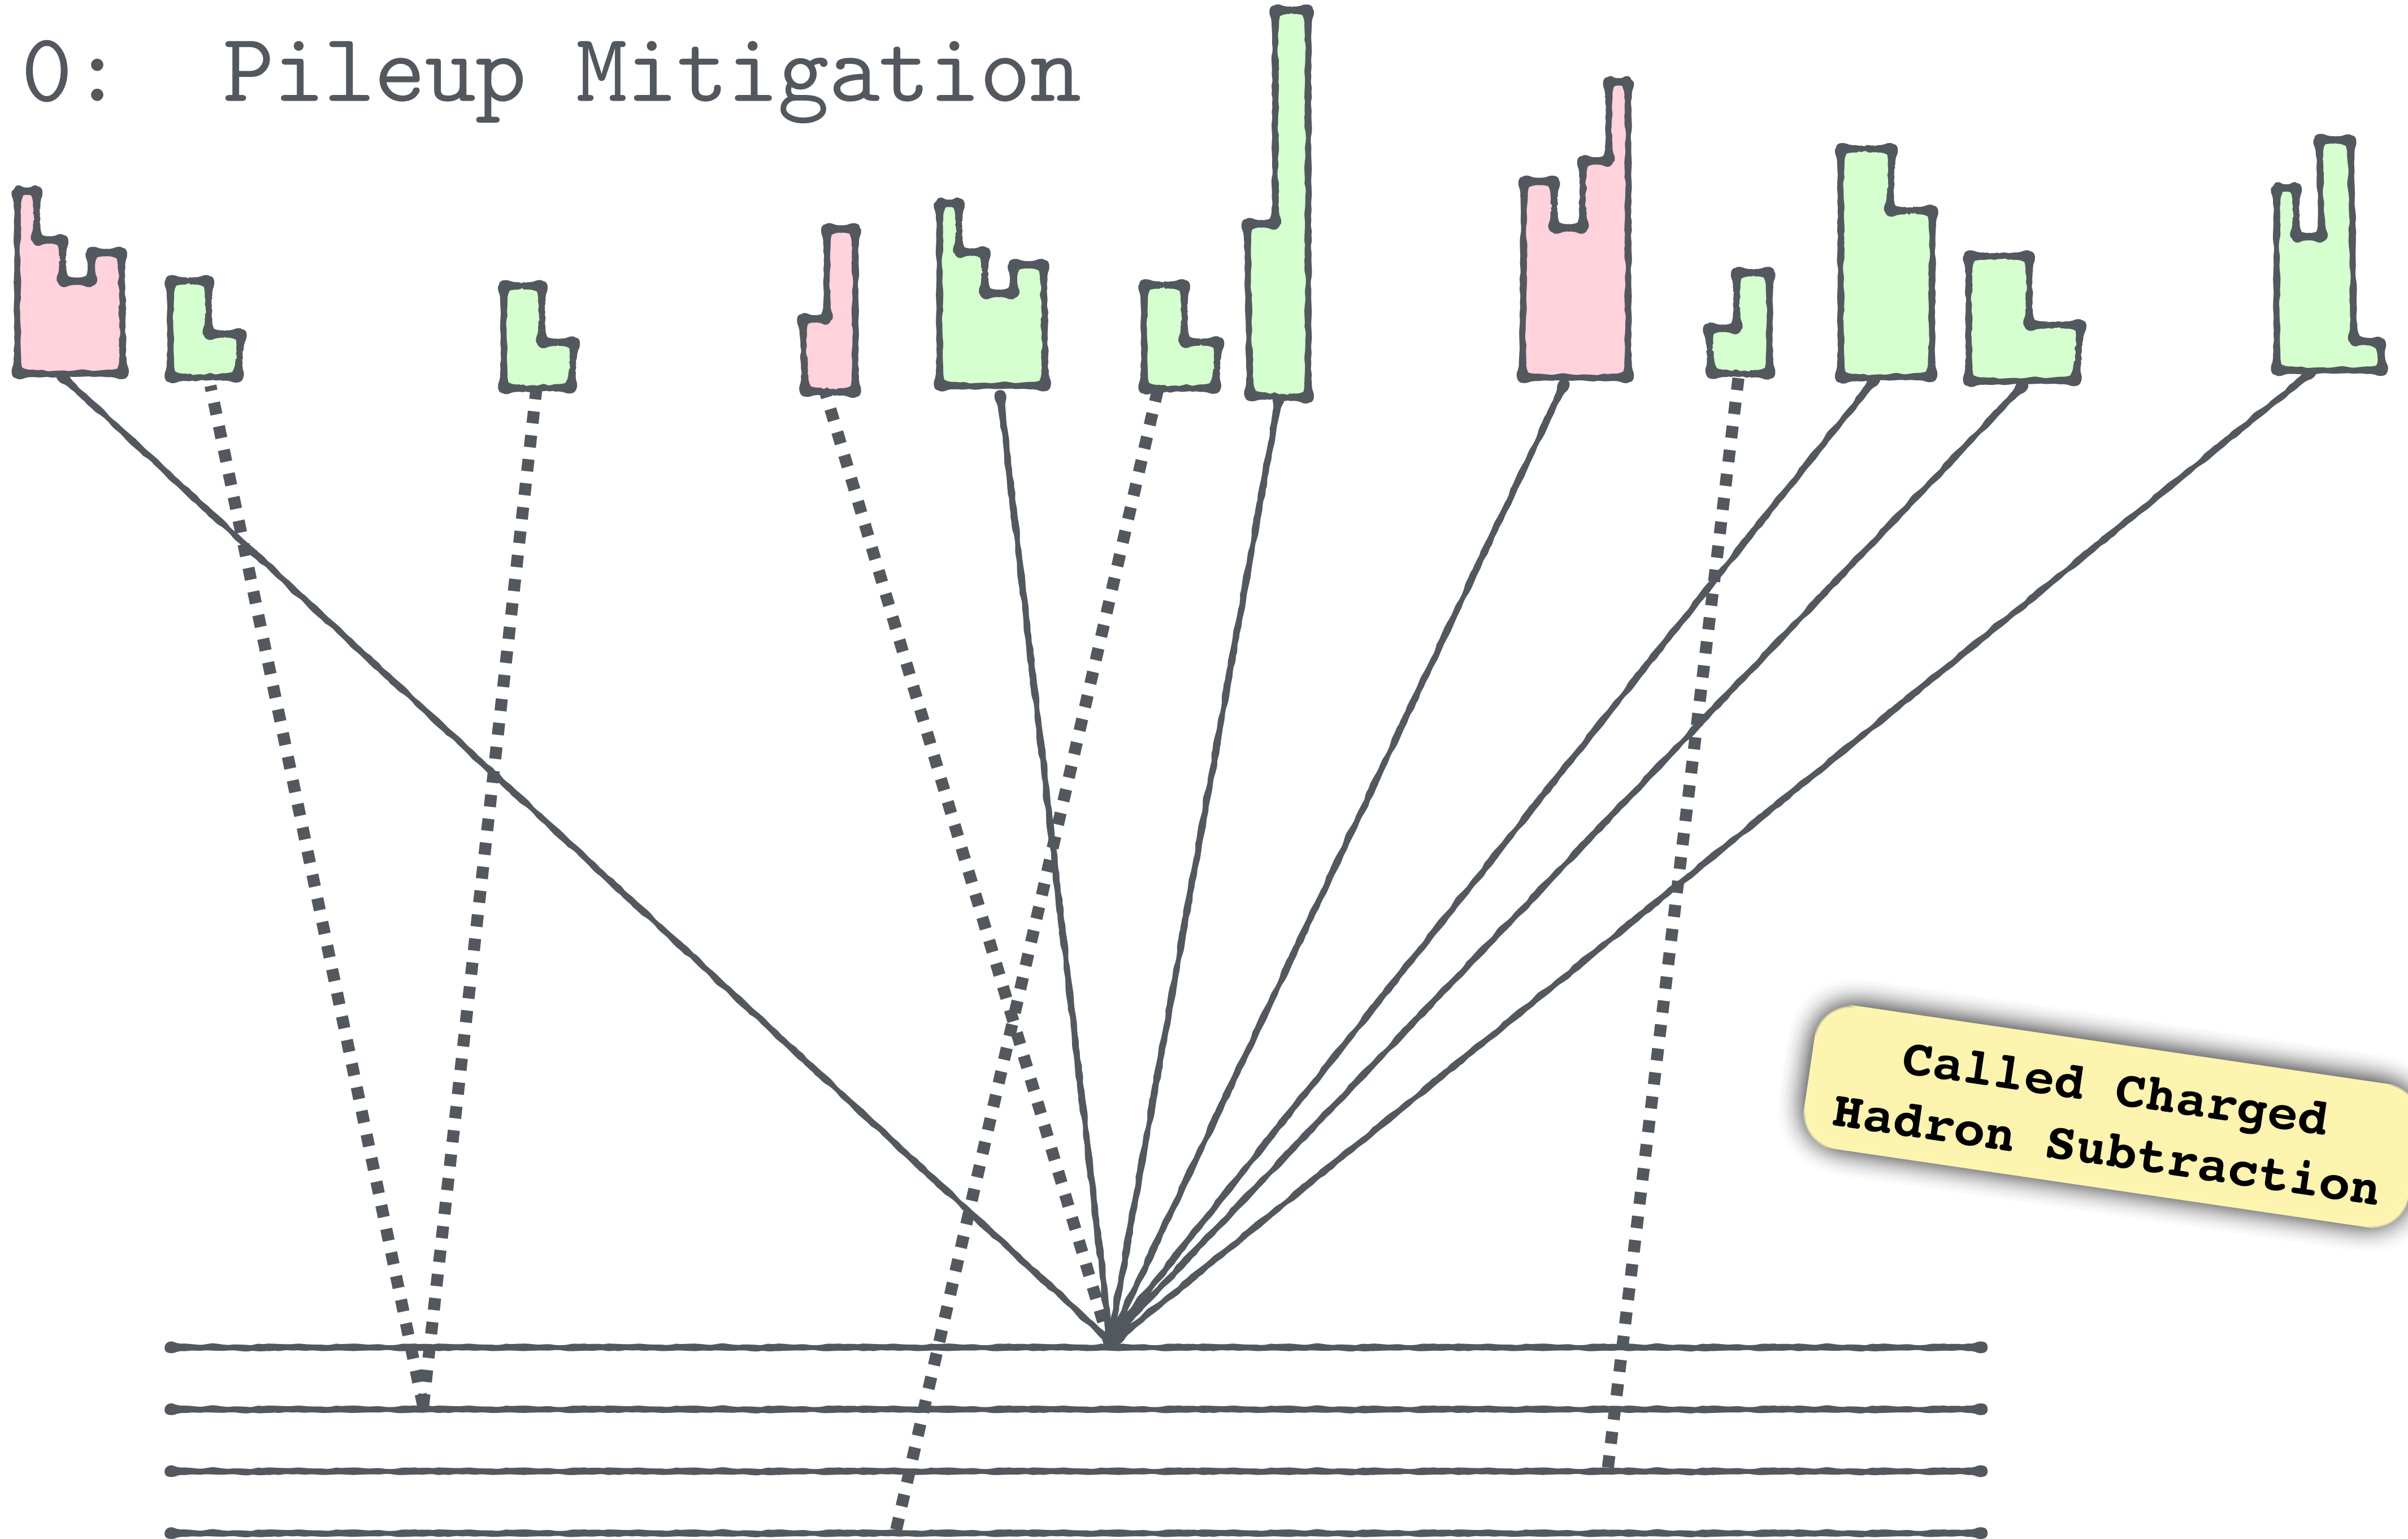 0: Pileup Mitigation
Called Charged
Hadron Subtraction